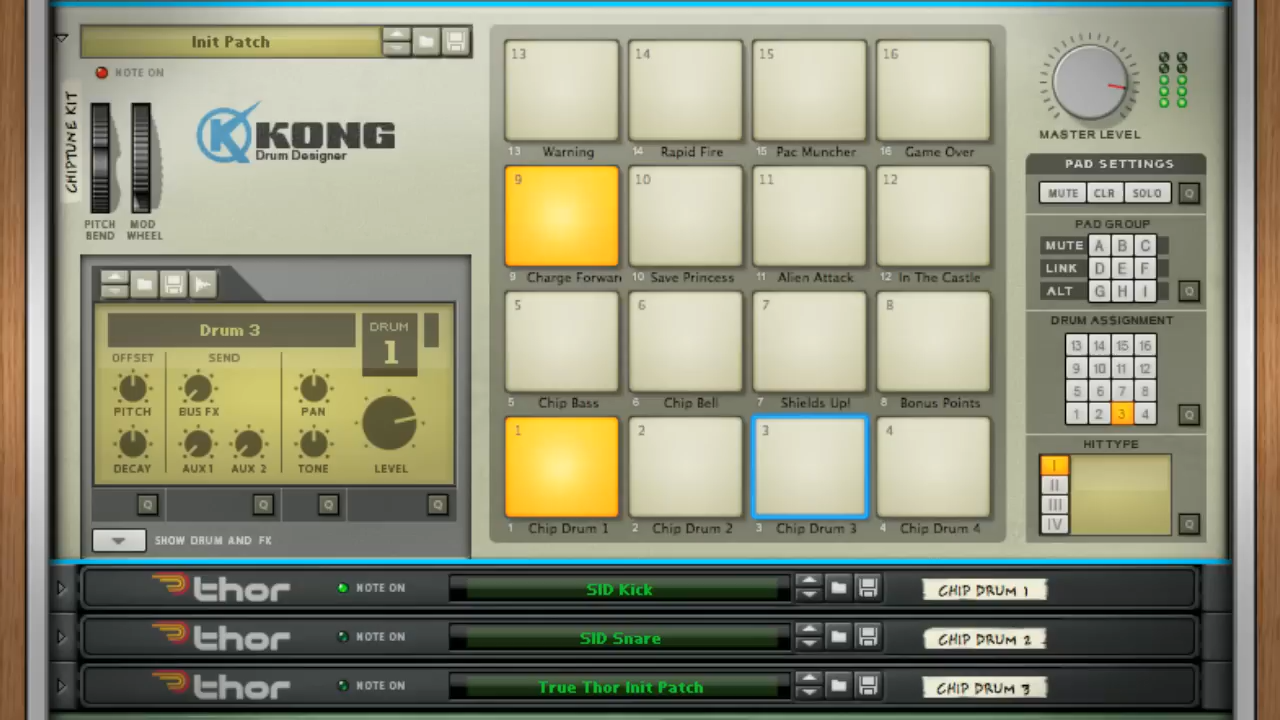 Init Patch
NOTE ON
CHIPTUNE KIT
KONG
Drum Designer
PITCH BEND
MOD WHEEL
Drum 3
DRUM
1
OFFSET
SEND
PITCH
BUS FX
PAN
DECAY
AUX1
AUX 2
TONE
LEVEL
Q Q Q Q
SHOW DRUM AND FX
13 14 15 16
13 Warning
14 Rapid Fire
15 Pac Muncher
16 Game Over
9 10 11 12
9 Charge Forwar
10 Save Princess
11 Alien Attack
12 In The Castle
5 6 7 8
5 Chip Bass
6 Chip Bell
7 Shields Up!
8 Bonus Points
1 2 3 4
1 Chip Drum 1
2 Chip Drum 2
3 Chip Drum 3
4 Chip Drum 4
MASTER LEVEL
PAD SETTINGS
MUTE CLR SOLO Q
PAD GROUP
MUTE A B C
LINK D E F
ALT G H I Q
DRUM ASSIGNMENT
13 14 15 16
9 10 11 12
5 6 7 8
1 2 3 4 Q
HIT TYPE
I
II
III
IV Q
thor NOTE ON SID Kick CHIP DRUM 1
thor NOTE ON SID Snare CHIP DRUM 2
thor NOTE ON True Thor Init Patch CHIP DRUM 3